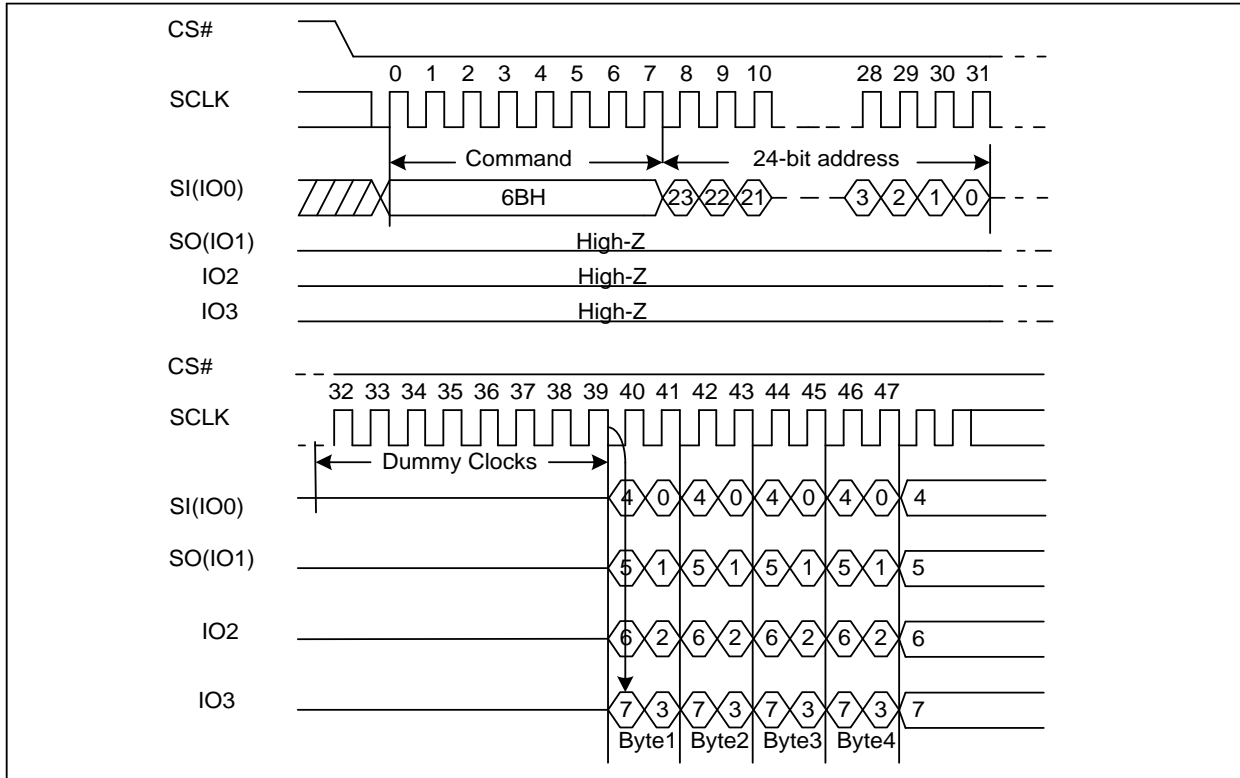 CS#
0 1 2 3 4 5 6 7 8 9 10 28 29 30 31
SCLK
Command 24-bit address
SI(IO0) 6BH 23 22 21 3 2 1 0
SO(IO1) High-Z
IO2 High-Z
IO3 High-Z
CS#
32 33 34 35 36 37 38 39 40 41 42 43 44 45 46 47
SCLK
Dummy Clocks
SI(IO0) 4 0 4 0 4 0 4 0 4
SO(IO1) 5 1 5 1 5 1 5 1 5
IO2 6 2 6 2 6 2 6 2 6
IO3 7 3 7 3 7 3 7 3 7
Byte1 Byte2 Byte3 Byte4